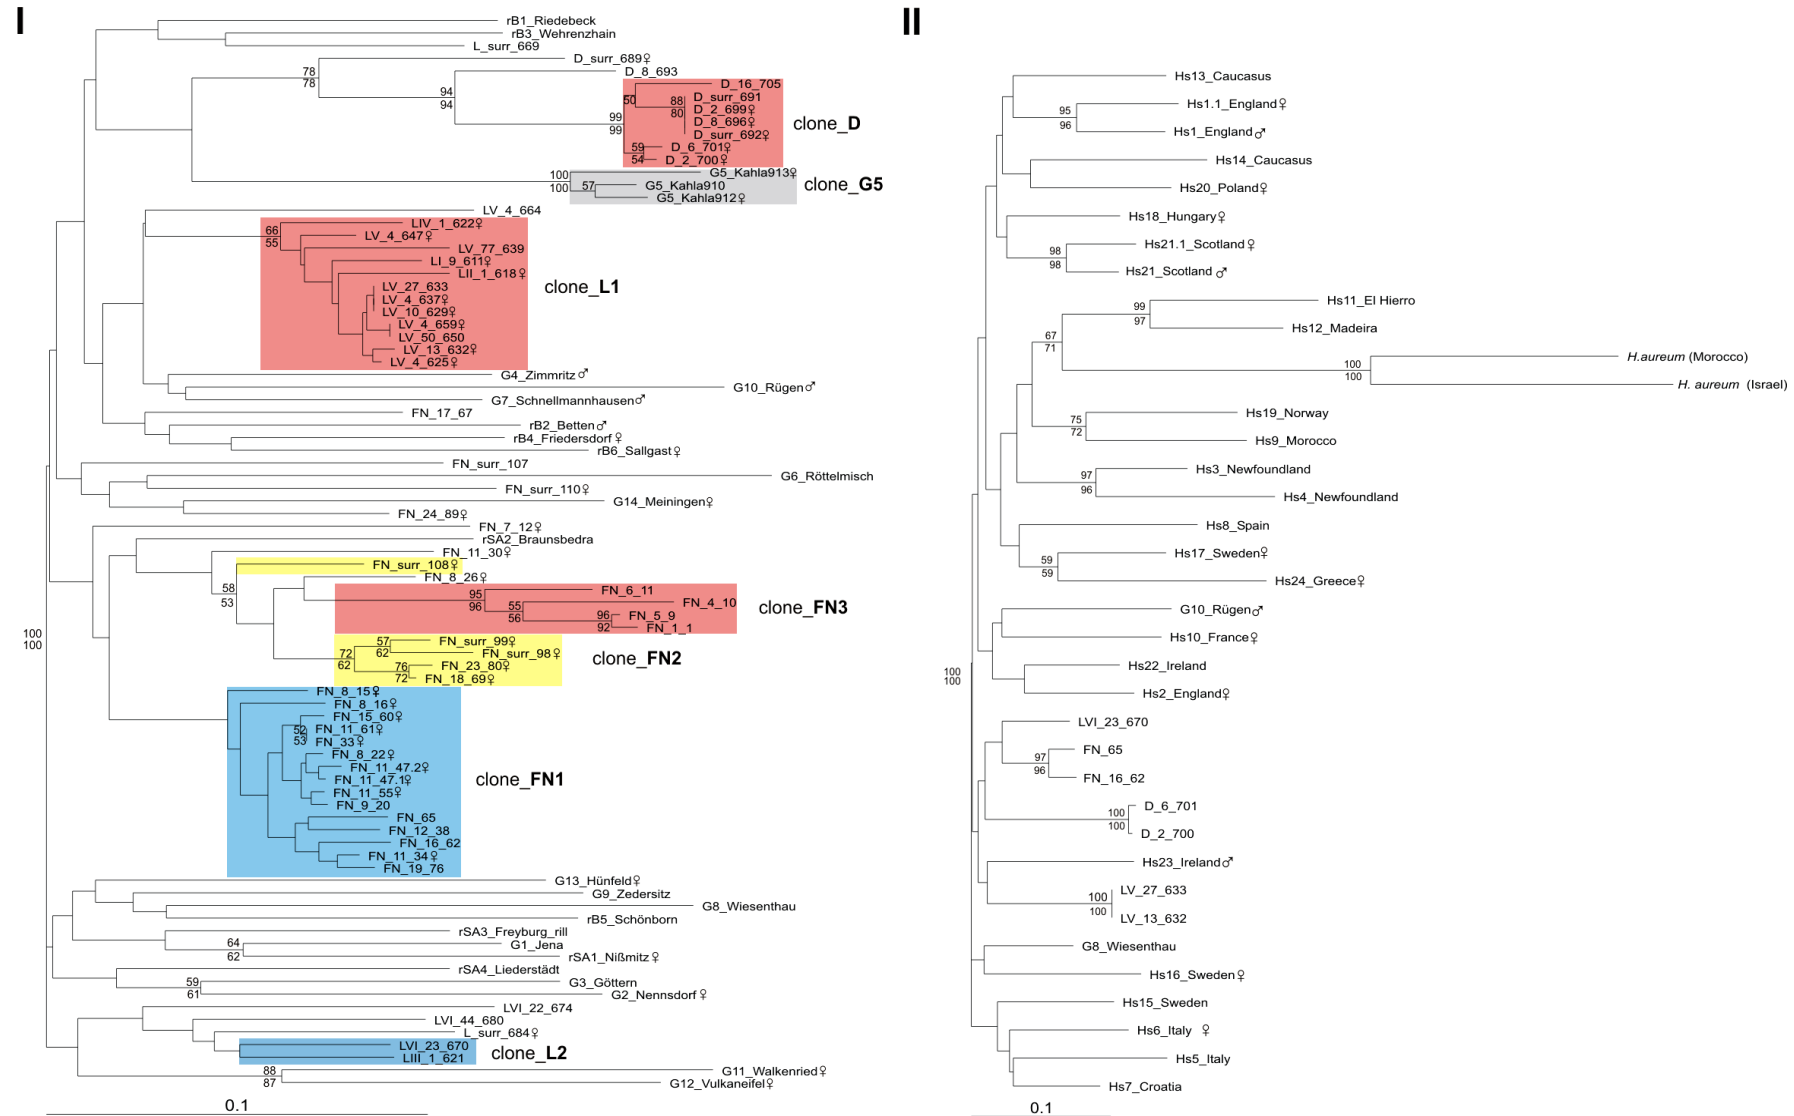 I
rB1_Riedebeck
rB3_Wehrenzhain
L_surr_669
D_surr_689♀
78
78
D_8_693
94
94
D_16_705
50
88
80
D_surr_691
D_2_699♀
D_8_696♀
D_surr_692♀
99
99
59
54
D_6_701♀
D_2_700♀
clone_D
100
100
G5_Kahla913♀
57
G5_Kahla910
G5_Kahla912♀
clone_G5
LV_4_664
66
55
LIV_1_622♀
LV_4_647♀
LV_77_639
LI_9_611♀
LII_1_618♀
LV_27_633
LV_4_637♀
LV_10_629♀
LV_4_659♀
LV_50_650
LV_13_632♀
LV_4_625♀
clone_L1
G4_Zimmritz♂
G10_Rügen♂
G7_Schnellmannhausen♂
FN_17_67
rB2_Betten♂
rB4_Friedersdorf♀
rB6_Sallgast♀
FN_surr_107
G6_Röttelmisch
FN_surr_110♀
G14_Meiningen♀
FN_24_89♀
FN_7_12♀
rSA2_Braunsbedra
FN_11_30♀
FN_surr_108♀
58
53
FN_8_26♀
95
96
FN_6_11
55
56
FN_4_10
96
92
FN_5_9
FN_1_1
clone_FN3
100
100
57
62
FN_surr_99♀
FN_surr_98♀
72
62
76
72
FN_23_80♀
FN_18_69♀
clone_FN2
FN_8_15♀
FN_8_16♀
FN_15_60♀
52
53
FN_11_61♀
FN_33♀
FN_8_22♀
FN_11_47.2♀
FN_11_47.1♀
FN_11_55♀
FN_9_20
FN_65
FN_12_38
FN_16_62
FN_11_34♀
FN_19_76
clone_FN1
G13_Hünfeld♀
G9_Zedersitz
G8_Wiesenthau
rB5_Schönborn
rSA3_Freyburg_rill
64
62
G1_Jena
rSA1_Nißmitz♀
rSA4_Liederstädt
59
61
G3_Göttern
G2_Nennsdorf♀
LVI_22_674
LVI_44_680
L_surr_684♀
LVI_23_670
LIII_1_621
clone_L2
88
87
G11_Walkenried♀
G12_Vulkaneifel♀
0.1
II
Hs13_Caucasus
95
96
Hs1.1_England♀
Hs1_England♂
Hs14_Caucasus
Hs20_Poland♀
Hs18_Hungary♀
98
98
Hs21.1_Scotland♀
Hs21_Scotland♂
99
97
Hs11_El Hierro
Hs12_Madeira
67
71
100
100
H.aureum (Morocco)
H. aureum (Israel)
75
72
Hs19_Norway
Hs9_Morocco
97
96
Hs3_Newfoundland
Hs4_Newfoundland
Hs8_Spain
59
59
Hs17_Sweden♀
Hs24_Greece♀
G10_Rügen♂
Hs10_France♀
Hs22_Ireland
Hs2_England♀
100
100
LVI_23_670
97
96
FN_65
FN_16_62
100
100
D_6_701
D_2_700
Hs23_Ireland♂
100
100
LV_27_633
LV_13_632
G8_Wiesenthau
Hs16_Sweden♀
Hs15_Sweden
Hs6_Italy ♀
Hs5_Italy
Hs7_Croatia
0.1